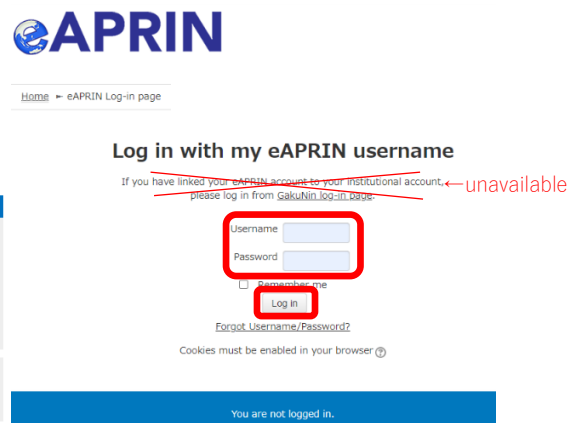 eAPRIN
Home ► eAPRIN Log-in page
Log in with my eAPRIN username
If you have linked your eAPRIN account to your institutional account,
←unavailable
please log in from GakuNin log-in page.
Username
Password
Remember me
Log in
Forgot Username/Password?
Cookies must be enabled in your browser
You are not logged in.